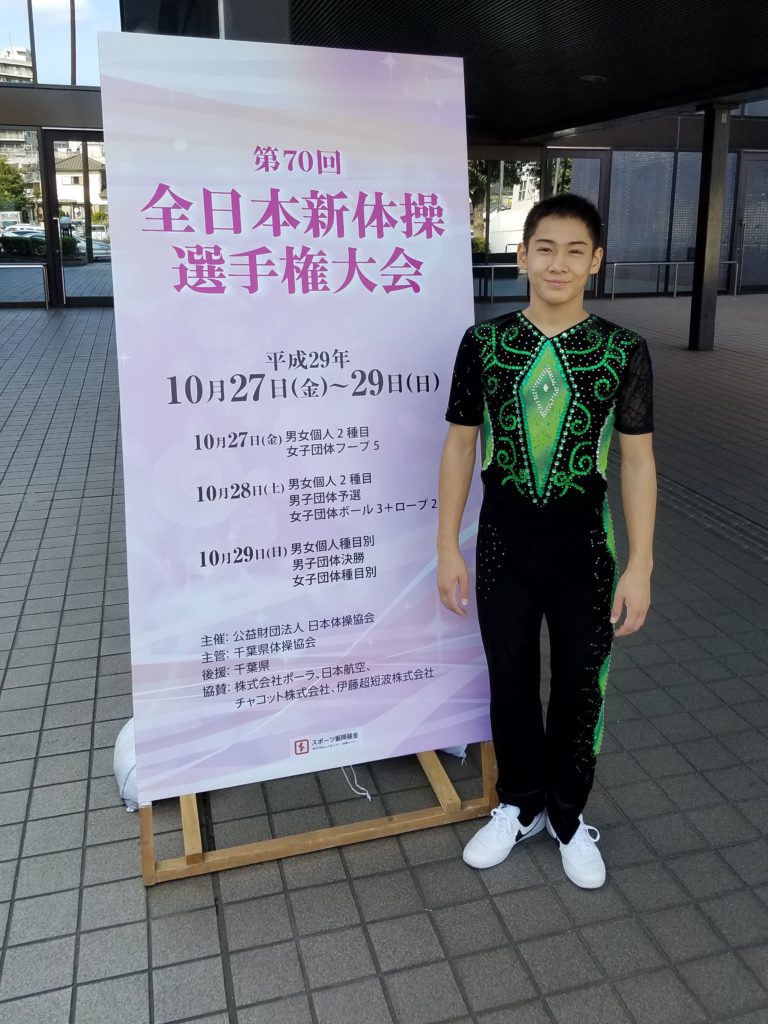 第70回
全日本新体操
選手権大会
平成29年
10月27日(金)～29日(日)
10月27日(金) 男女個人2種目
女子団体フープ5
10月28日(土) 男女個人2種目
男子団体予選
女子団体ボール3＋ロープ2
10月29日(日) 男女個人種目別
男子団体決勝
女子団体種目別
主催: 公益財団法人 日本体操協会
主管: 千葉県体操協会
後援: 千葉県
協賛: 株式会社ポーラ、日本航空、
チャコット株式会社、伊藤超短波株式会社
スポーツ振興基金